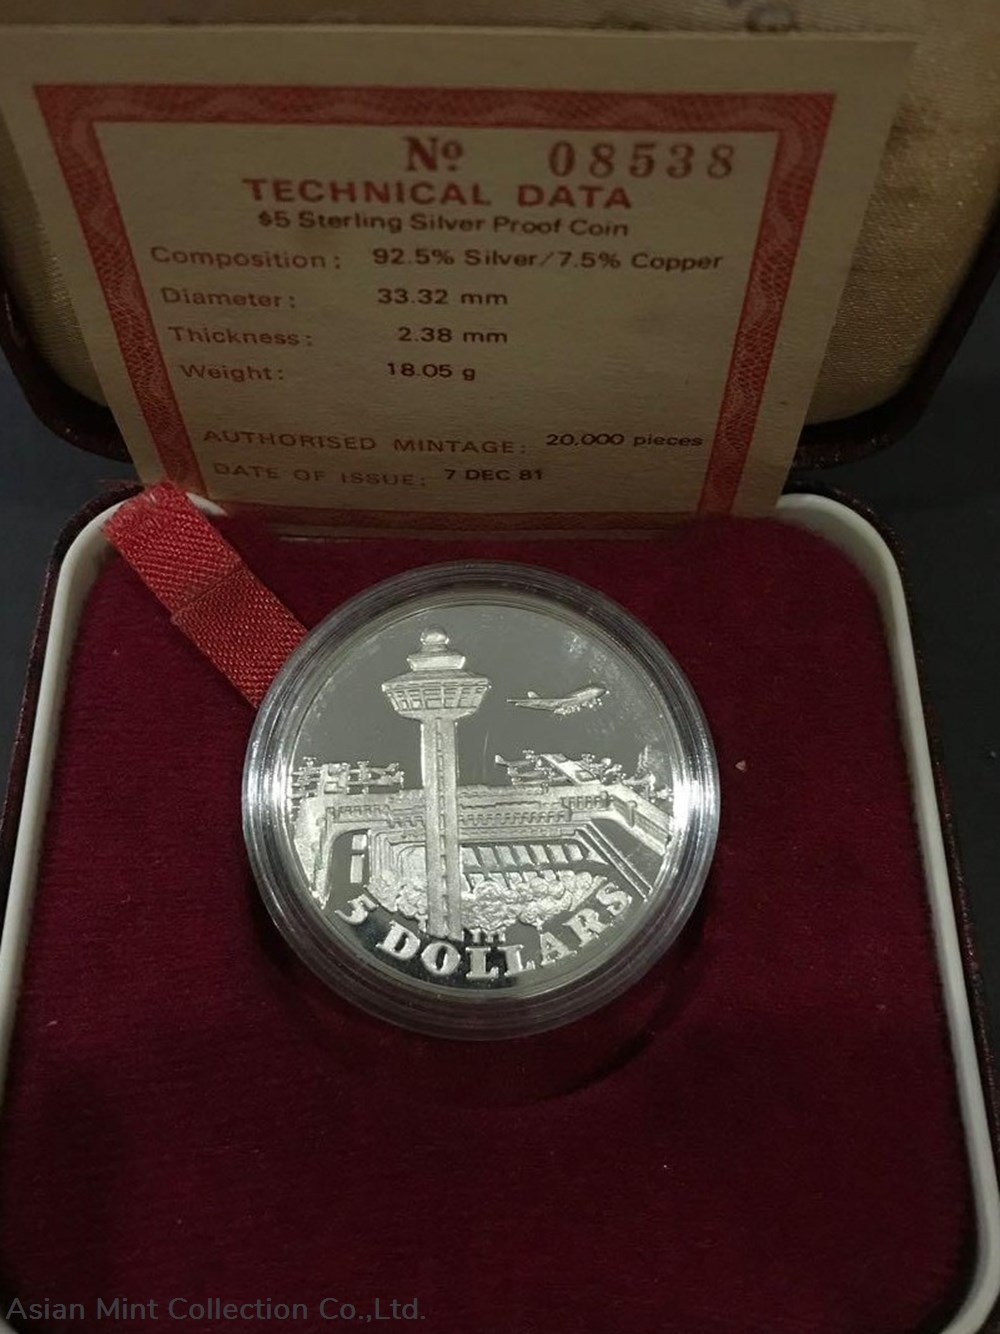 Nº 08538
TECHNICAL DATA
$5 Sterling Silver Proof Coin
Composition: 92.5% Silver/7.5% Copper
Diameter: 33.32 mm
Thickness: 2.38 mm
Weight: 18.05 g
AUTHORISED MINTAGE: 20,000 pieces
DATE OF ISSUE: 7 DEC 81
5 DOLLARS
Asian Mint Collection Co.,Ltd.